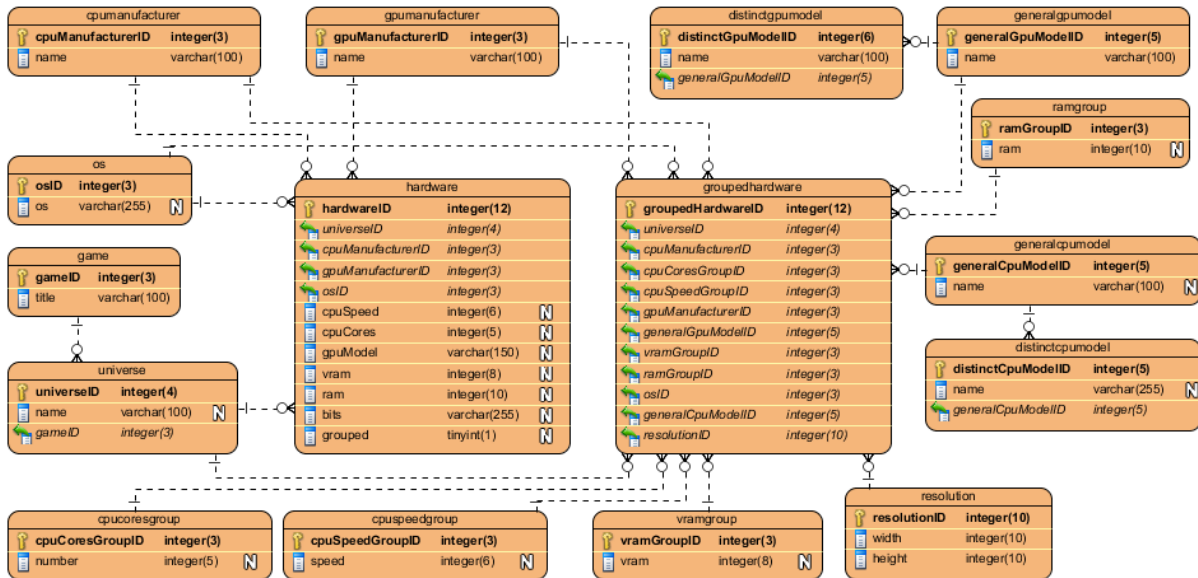 cpumanufacturer
cpuManufacturerID integer(3)
name varchar(100)
gpumanufacturer
gpuManufacturerID integer(3)
name varchar(100)
distinctgpumodel
distinctGpuModelID integer(6)
name varchar(100)
generalGpuModelID integer(5)
generalgpumodel
generalGpuModelID integer(5)
name varchar(100)
ramgroup
ramGroupID integer(3)
ram integer(10) N
os
osID integer(3)
os varchar(255) N
hardware
hardwareID integer(12)
universeID integer(4)
cpuManufacturerID integer(3)
gpuManufacturerID integer(3)
osID integer(3)
cpuSpeed integer(6) N
cpuCores integer(5) N
gpuModel varchar(150) N
vram integer(8) N
ram integer(10) N
bits varchar(255) N
grouped tinyint(1) N
groupedhardware
groupedHardwareID integer(12)
universeID integer(4)
cpuManufacturerID integer(3)
cpuCoresGroupID integer(3)
cpuSpeedGroupID integer(3)
gpuManufacturerID integer(3)
generalGpuModelID integer(5)
vramGroupID integer(3)
ramGroupID integer(3)
osID integer(3)
generalCpuModelID integer(5)
resolutionID integer(10)
generalcpumodel
generalCpuModelID integer(5)
name varchar(100) N
game
gameID integer(3)
title varchar(100)
distinctcpumodel
distinctCpuModelID integer(5)
name varchar(255) N
generalCpuModelID integer(5)
universe
universeID integer(4)
name varchar(100) N
gameID integer(3)
cpucoresgroup
cpuCoresGroupID integer(3)
number integer(5) N
cpuspeedgroup
cpuSpeedGroupID integer(3)
speed integer(6) N
vramgroup
vramGroupID integer(3)
vram integer(8) N
resolution
resolutionID integer(10)
width integer(10)
height integer(10)